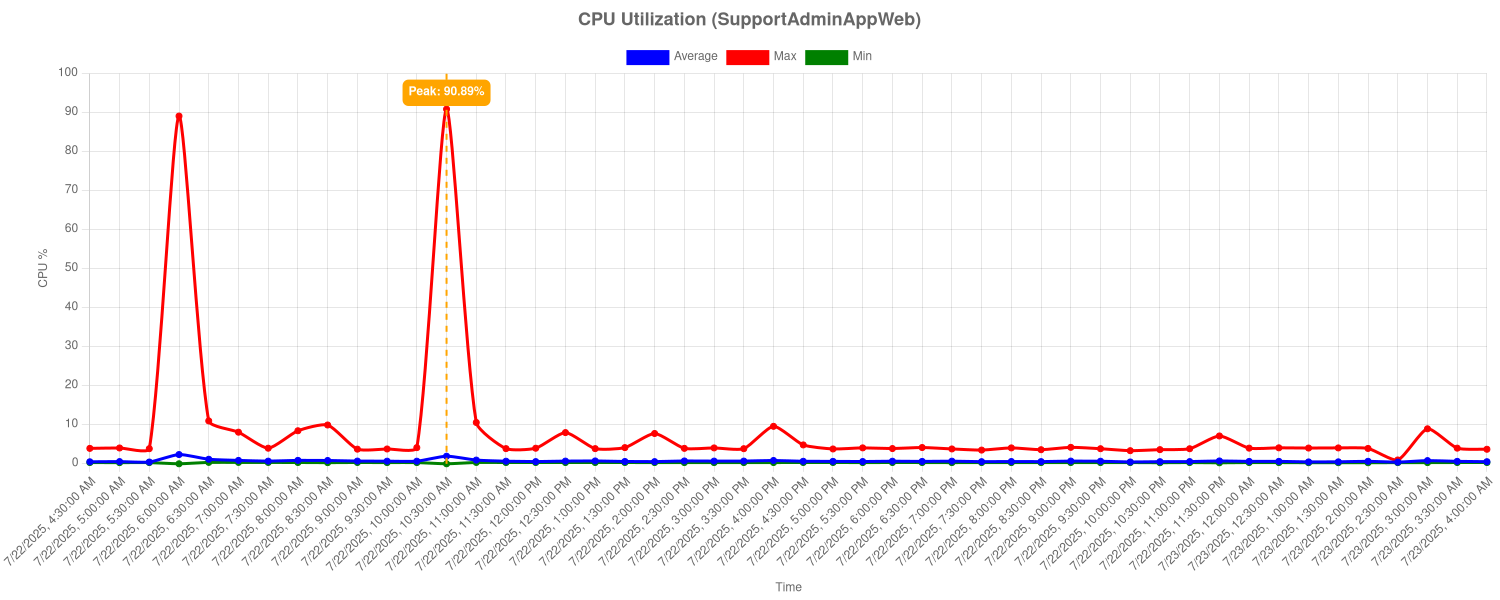 CPU Utilization (SupportAdminAppWeb)
Average Max Min
Peak: 90.89%
100
90
80
70
60
50
40
30
20
10
0
CPU %
7/22/2025, 4:30:00 AM
7/22/2025, 5:00:00 AM
7/22/2025, 5:30:00 AM
7/22/2025, 6:00:00 AM
7/22/2025, 6:30:00 AM
7/22/2025, 7:00:00 AM
7/22/2025, 7:30:00 AM
7/22/2025, 8:00:00 AM
7/22/2025, 8:30:00 AM
7/22/2025, 9:00:00 AM
7/22/2025, 9:30:00 AM
7/22/2025, 10:00:00 AM
7/22/2025, 10:30:00 AM
7/22/2025, 11:00:00 AM
7/22/2025, 11:30:00 AM
7/22/2025, 12:00:00 PM
7/22/2025, 12:30:00 PM
7/22/2025, 1:00:00 PM
7/22/2025, 1:30:00 PM
7/22/2025, 2:00:00 PM
7/22/2025, 2:30:00 PM
7/22/2025, 3:00:00 PM
7/22/2025, 3:30:00 PM
7/22/2025, 4:00:00 PM
7/22/2025, 4:30:00 PM
7/22/2025, 5:00:00 PM
7/22/2025, 5:30:00 PM
7/22/2025, 6:00:00 PM
7/22/2025, 6:30:00 PM
7/22/2025, 7:00:00 PM
7/22/2025, 7:30:00 PM
7/22/2025, 8:00:00 PM
7/22/2025, 8:30:00 PM
7/22/2025, 9:00:00 PM
7/22/2025, 9:30:00 PM
7/22/2025, 10:00:00 PM
7/22/2025, 10:30:00 PM
7/22/2025, 11:00:00 PM
7/22/2025, 11:30:00 PM
7/23/2025, 12:00:00 AM
7/23/2025, 12:30:00 AM
7/23/2025, 1:00:00 AM
7/23/2025, 1:30:00 AM
7/23/2025, 2:00:00 AM
7/23/2025, 2:30:00 AM
7/23/2025, 3:00:00 AM
7/23/2025, 3:30:00 AM
7/23/2025, 4:00:00 AM
Time